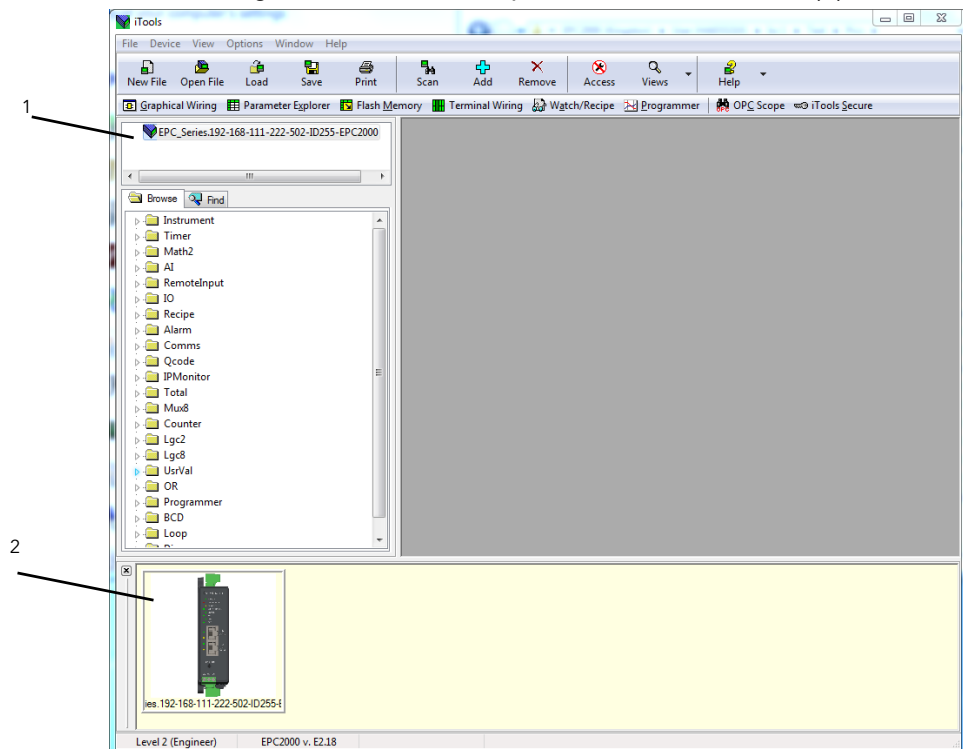 iTools
File Device View Options Window Help
New File Open File Load Save Print Scan Add Remove Access Views Help
Graphical Wiring Parameter Explorer Flash Memory Terminal Wiring Watch/Recipe Programmer OPC Scope iTools Secure
1
EPC_Series.192-168-111-222-502-ID255-EPC2000
Browse Find
Instrument
Timer
Math2
AI
RemoteInput
IO
Recipe
Alarm
Comms
Qcode
IPMonitor
Total
Mux8
Counter
Lgc2
Lgc8
UsrVal
OR
Programmer
BCD
Loop
2
ies.192-168-111-222-502-ID255-E
Level 2 (Engineer) EPC2000 v. E2.18